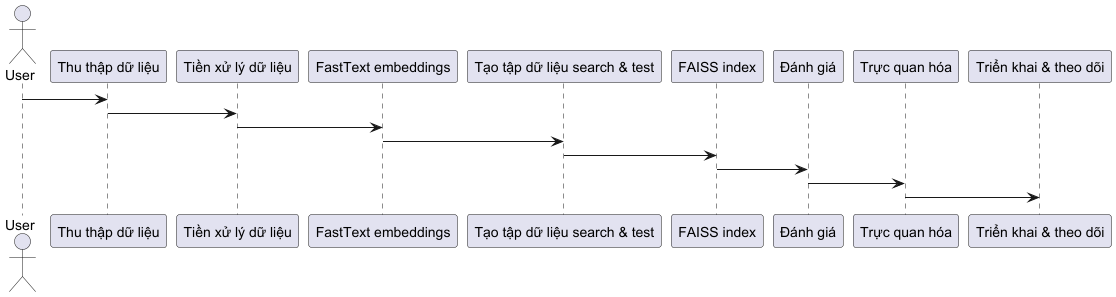 User
Thu thập dữ liệu
Tiền xử lý dữ liệu
FastText embeddings
Tạo tập dữ liệu search & test
FAISS index
Đánh giá
Trực quan hóa
Triển khai & theo dõi
User
Thu thập dữ liệu
Tiền xử lý dữ liệu
FastText embeddings
Tạo tập dữ liệu search & test
FAISS index
Đánh giá
Trực quan hóa
Triển khai & theo dõi